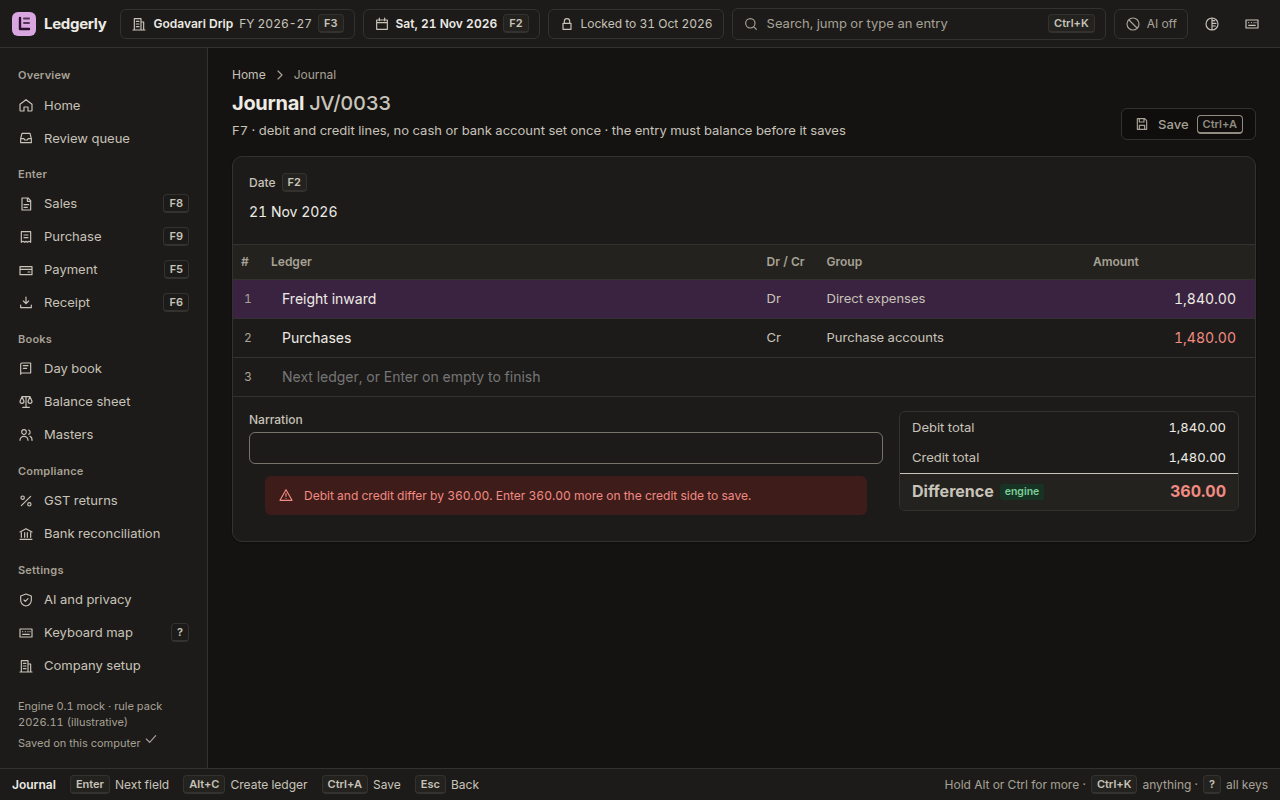 Ledgerly
Godavari Drip FY 2026-27 F3
Sat, 21 Nov 2026 F2
Locked to 31 Oct 2026
Search, jump or type an entry Ctrl+K
AI off
Overview
Home
Review queue
Enter
Sales F8
Purchase F9
Payment F5
Receipt F6
Books
Day book
Balance sheet
Masters
Compliance
GST returns
Bank reconciliation
Settings
AI and privacy
Keyboard map ?
Company setup
Engine 0.1 mock · rule pack
2026.11 (illustrative)
Saved on this computer
Home Journal
Journal JV/0033
F7 · debit and credit lines, no cash or bank account set once · the entry must balance before it saves
Save Ctrl+A
Date F2
21 Nov 2026
# Ledger Dr / Cr Group Amount
1 Freight inward Dr Direct expenses 1,840.00
2 Purchases Cr Purchase accounts 1,480.00
3 Next ledger, or Enter on empty to finish
Narration
Debit and credit differ by 360.00. Enter 360.00 more on the credit side to save.
Debit total 1,840.00
Credit total 1,480.00
Difference engine 360.00
Journal Enter Next field Alt+C Create ledger Ctrl+A Save Esc Back
Hold Alt or Ctrl for more · Ctrl+K anything · ? all keys